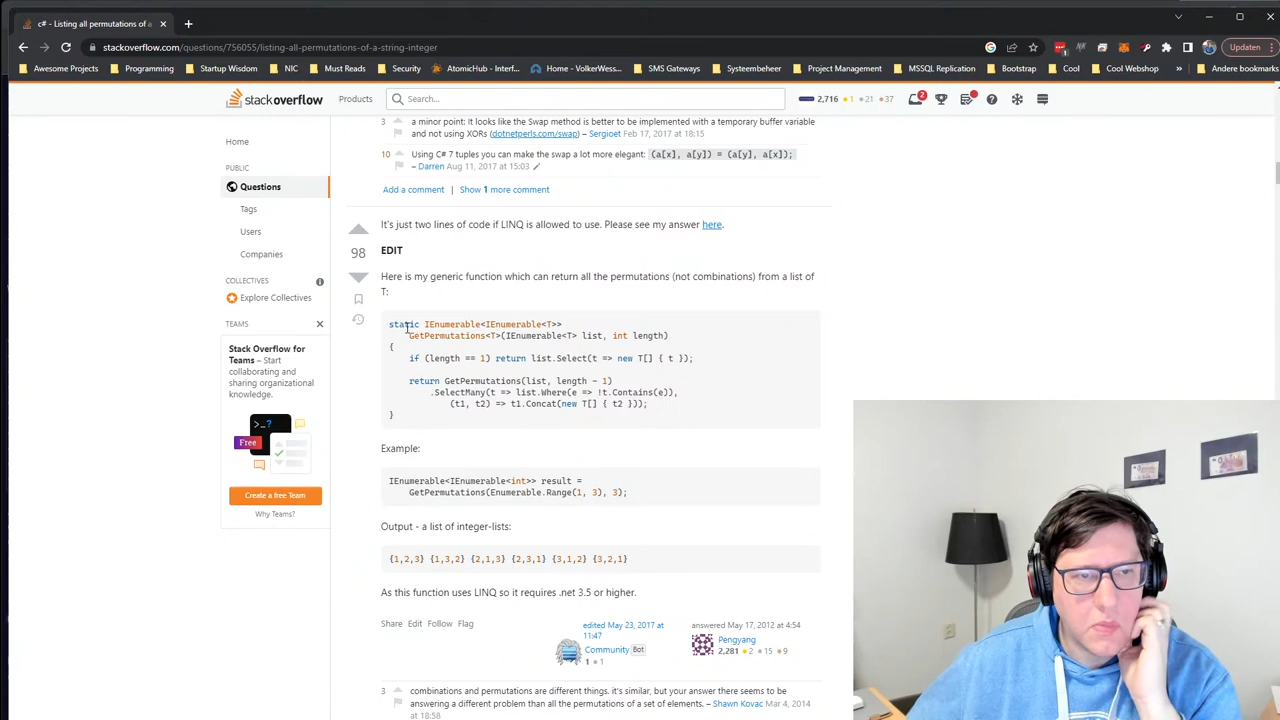 c# - Listing all permutations of a
stackoverflow.com/questions/756055/listing-all-permutations-of-a-string-integer
Updaten
Awesome Projects
Programming
Startup Wisdom
NIC
Must Reads
Security
AtomicHub - Interf...
Home - VolkerWess...
SMS Gateways
Systeembeheer
Project Management
MSSQL Replication
Bootstrap
Cool
Cool Webshop
»
Andere bookmarks
stackoverflow
Products
Search...
2,716 1 21 37
2
Home
PUBLIC
Questions
Tags
Users
Companies
COLLECTIVES
Explore Collectives
TEAMS
Stack Overflow for
Teams – Start
collaborating and
sharing organizational
knowledge.
Free
Create a free Team
Why Teams?
3 a minor point: It looks like the Swap method is better to be implemented with a temporary buffer variable
and not using XORs (dotnetperls.com/swap) – Sergioet Feb 17, 2017 at 18:15
10 Using C# 7 tuples you can make the swap a lot more elegant: (a[x], a[y]) = (a[y], a[x]);
– Darren Aug 11, 2017 at 15:03
Add a comment | Show 1 more comment
98
It's just two lines of code if LINQ is allowed to use. Please see my answer here.
EDIT
Here is my generic function which can return all the permutations (not combinations) from a list of
T:
static IEnumerable<IEnumerable<T>>
GetPermutations<T>(IEnumerable<T> list, int length)
{
if (length == 1) return list.Select(t => new T[] { t });
return GetPermutations(list, length - 1)
.SelectMany(t => list.Where(e => !t.Contains(e)),
(t1, t2) => t1.Concat(new T[] { t2 }));
}
Example:
IEnumerable<IEnumerable<int>> result =
GetPermutations(Enumerable.Range(1, 3), 3);
Output - a list of integer-lists:
{1,2,3} {1,3,2} {2,1,3} {2,3,1} {3,1,2} {3,2,1}
As this function uses LINQ so it requires .net 3.5 or higher.
Share Edit Follow Flag
edited May 23, 2017 at
11:47
Community Bot
1 1
answered May 17, 2012 at 4:54
Pengyang
2,281 2 15 9
3 combinations and permutations are different things. it's similar, but your answer there seems to be
answering a different problem than all the permutations of a set of elements. – Shawn Kovac Mar 4, 2014
at 18:58